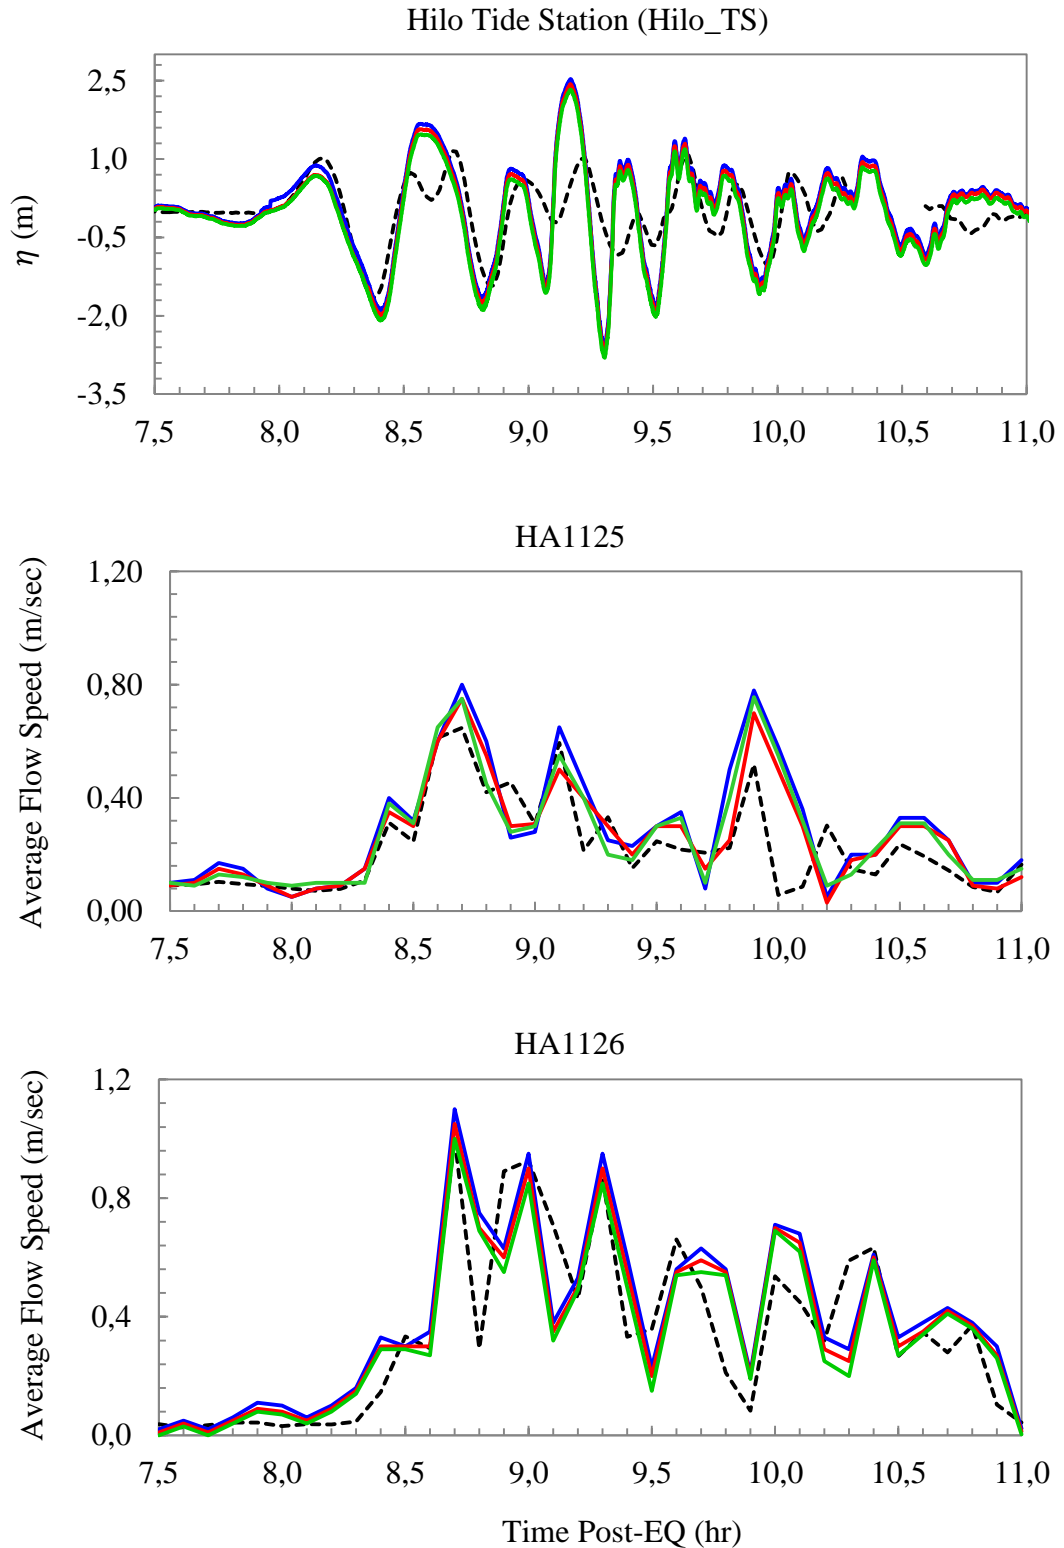 Hilo Tide Station (Hilo_TS)
2,5
1,0
-0,5
-2,0
-3,5
η (m)
7,5 8,0 8,5 9,0 9,5 10,0 10,5 11,0
HA1125
1,20
0,80
0,40
0,00
Average Flow Speed (m/sec)
7,5 8,0 8,5 9,0 9,5 10,0 10,5 11,0
HA1126
1,2
0,8
0,4
0,0
Average Flow Speed (m/sec)
7,5 8,0 8,5 9,0 9,5 10,0 10,5 11,0
Time Post-EQ (hr)